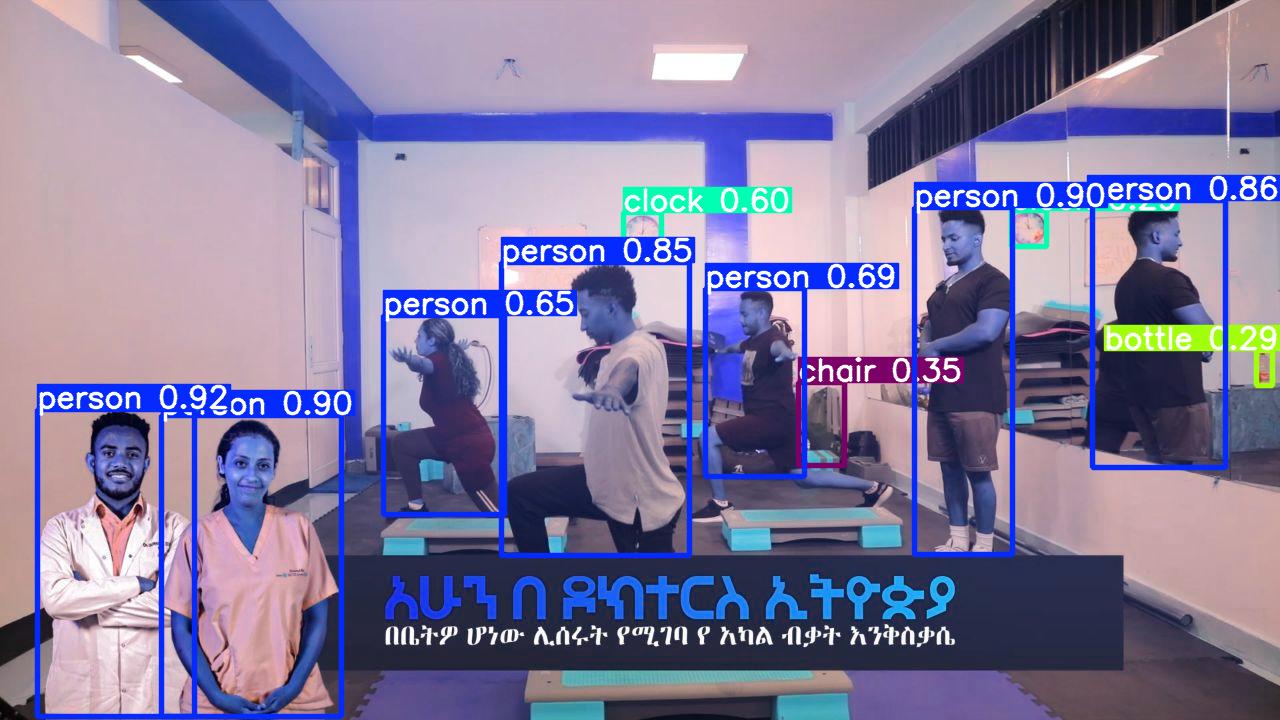 clock 0.60
person 0.90
erson 0.86
person 0.85
person 0.69
person 0.65
bottle 0.29
chair 0.35
person 0.92
on 0.90
አሁን በ ዶክተርስ ኢትዮጵያ
በቤትዎ ሆነው ሊሰሩት የሚገባ የ አካል ብቃት እንቅስቃሴ